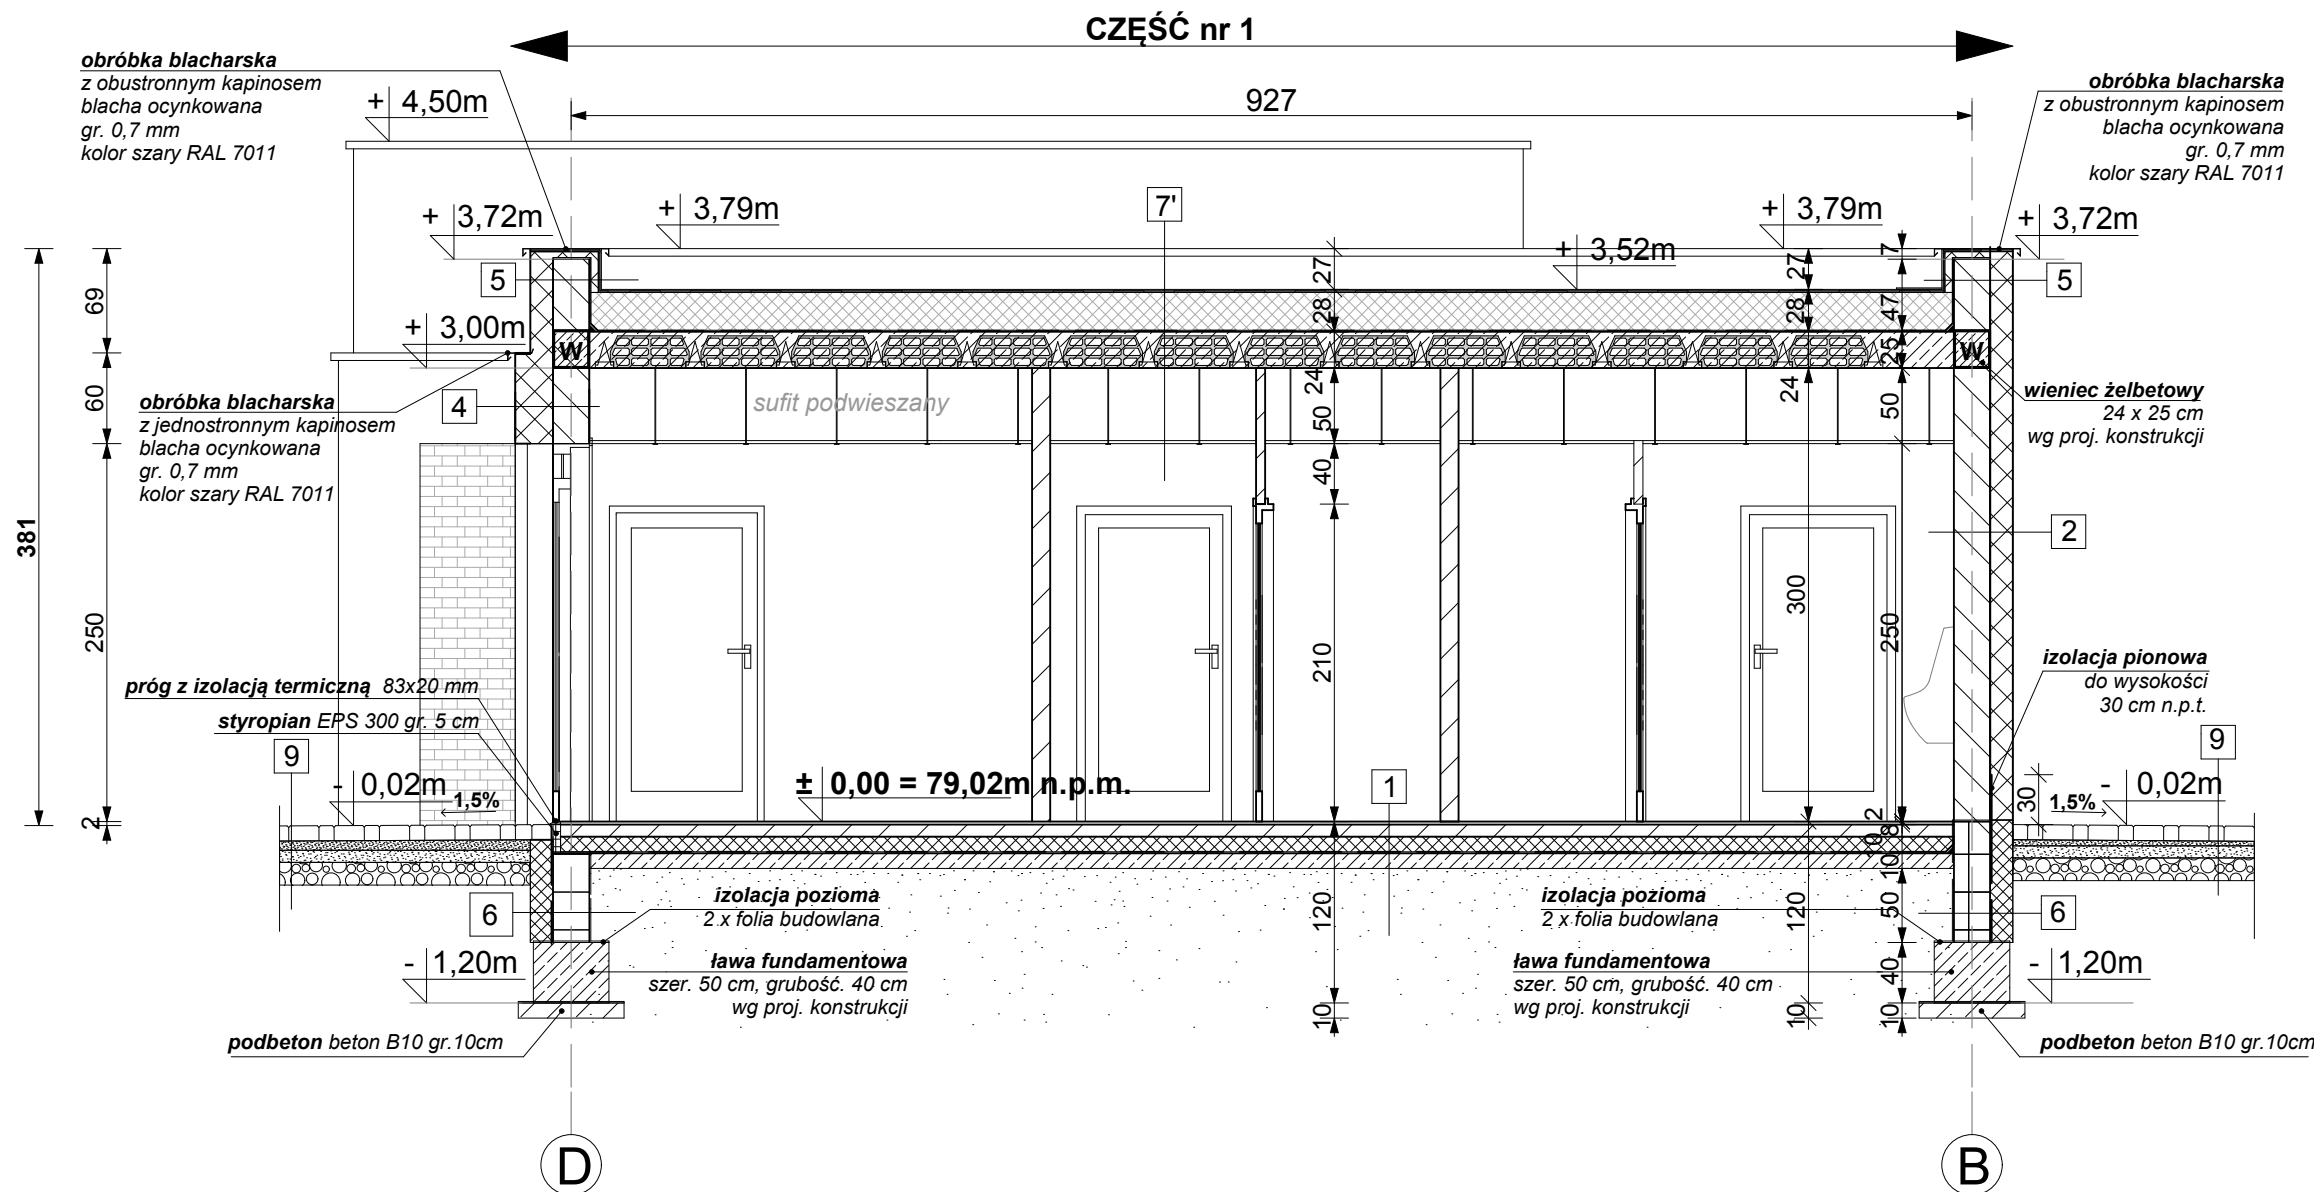 CZĘŚĆ nr 1
obróbka blacharska
z obustronnym kapinosem
blacha ocynkowana
gr. 0,7 mm
kolor szary RAL 7011
+ 4,50m
927
obróbka blacharska
z obustronnym kapinosem
blacha ocynkowana
gr. 0,7 mm
kolor szary RAL 7011
+ 3,72m
+ 3,79m
7'
+ 3,79m
+ 3,72m
+ 3,52m
5
27
27
7
5
69
28
28
47
+ 3,00m
W
25
W
60
obróbka blacharska
z jednostronnym kapinosem
blacha ocynkowana
gr. 0,7 mm
kolor szary RAL 7011
4
sufit podwieszany
24
50
24
50
wieniec żelbetowy
24 x 25 cm
wg proj. konstrukcji
40
381
2
250
210
300
250
próg z izolacją termiczną 83x20 mm
styropian EPS 300 gr. 5 cm
izolacja pionowa
do wysokości
30 cm n.p.t.
9
- 0,02m
1,5%
± 0,00 = 79,02m n.p.m.
1
30
1,5%
- 0,02m
9
2
2
8
10
10
6
izolacja pozioma
2 x folia budowlana
120
izolacja pozioma
2 x folia budowlana
120
50
6
- 1,20m
ława fundamentowa
szer. 50 cm, grubość. 40 cm
wg proj. konstrukcji
ława fundamentowa
szer. 50 cm, grubość. 40 cm
wg proj. konstrukcji
40
- 1,20m
10
10
10
podbeton beton B10 gr.10cm
podbeton beton B10 gr.10cm
D
B